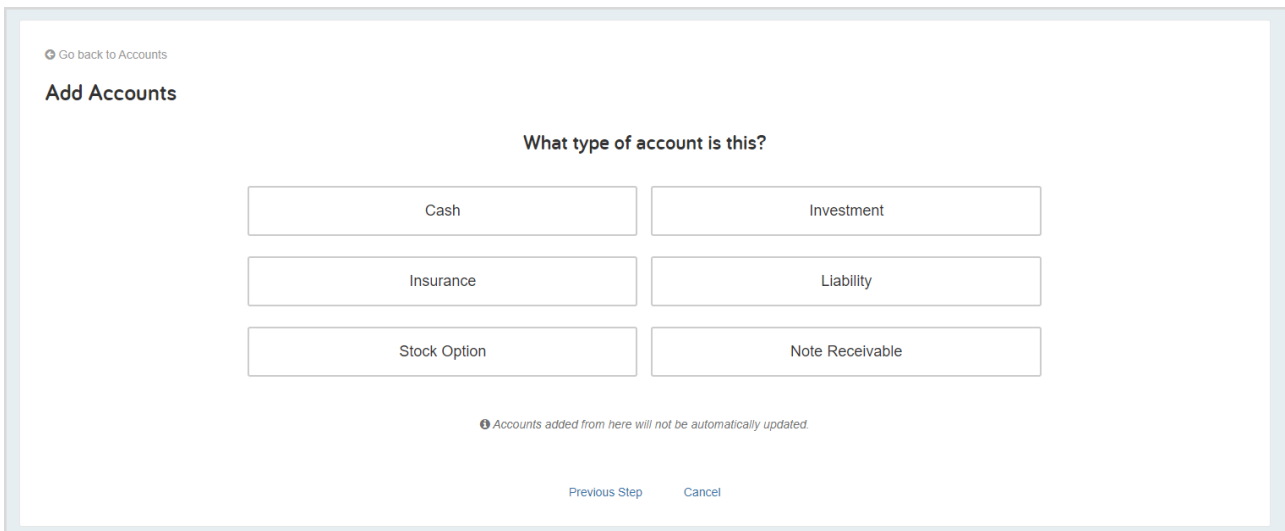 Go back to Accounts
Add Accounts
What type of account is this?
Cash
Investment
Insurance
Liability
Stock Option
Note Receivable
Accounts added from here will not be automatically updated.
Previous Step
Cancel